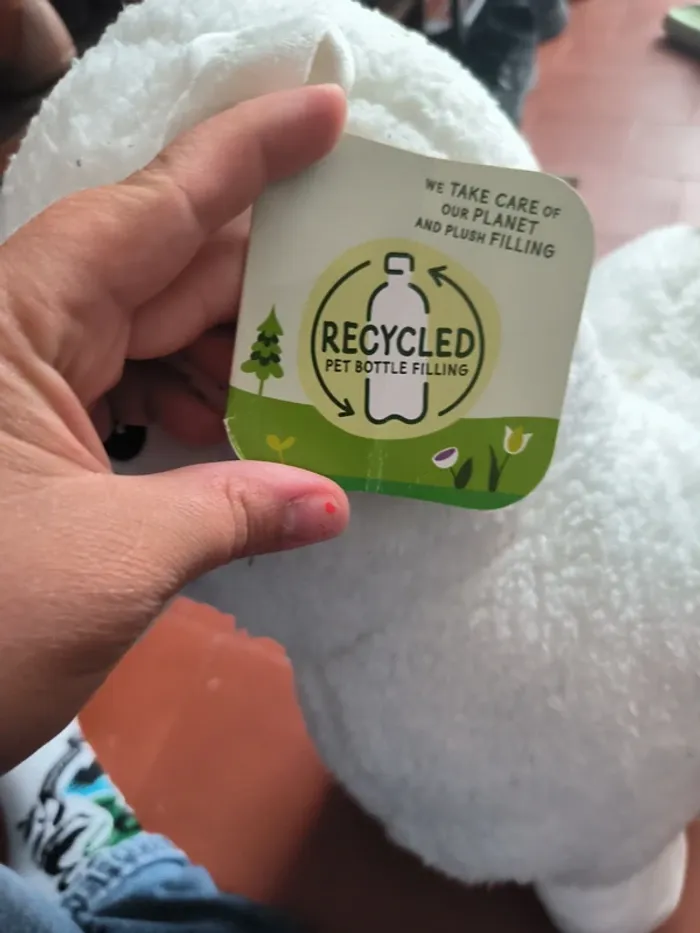 WE TAKE CARE OF
OUR PLANET
AND PLUSH FILLING
RECYCLED
PET BOTTLE FILLING